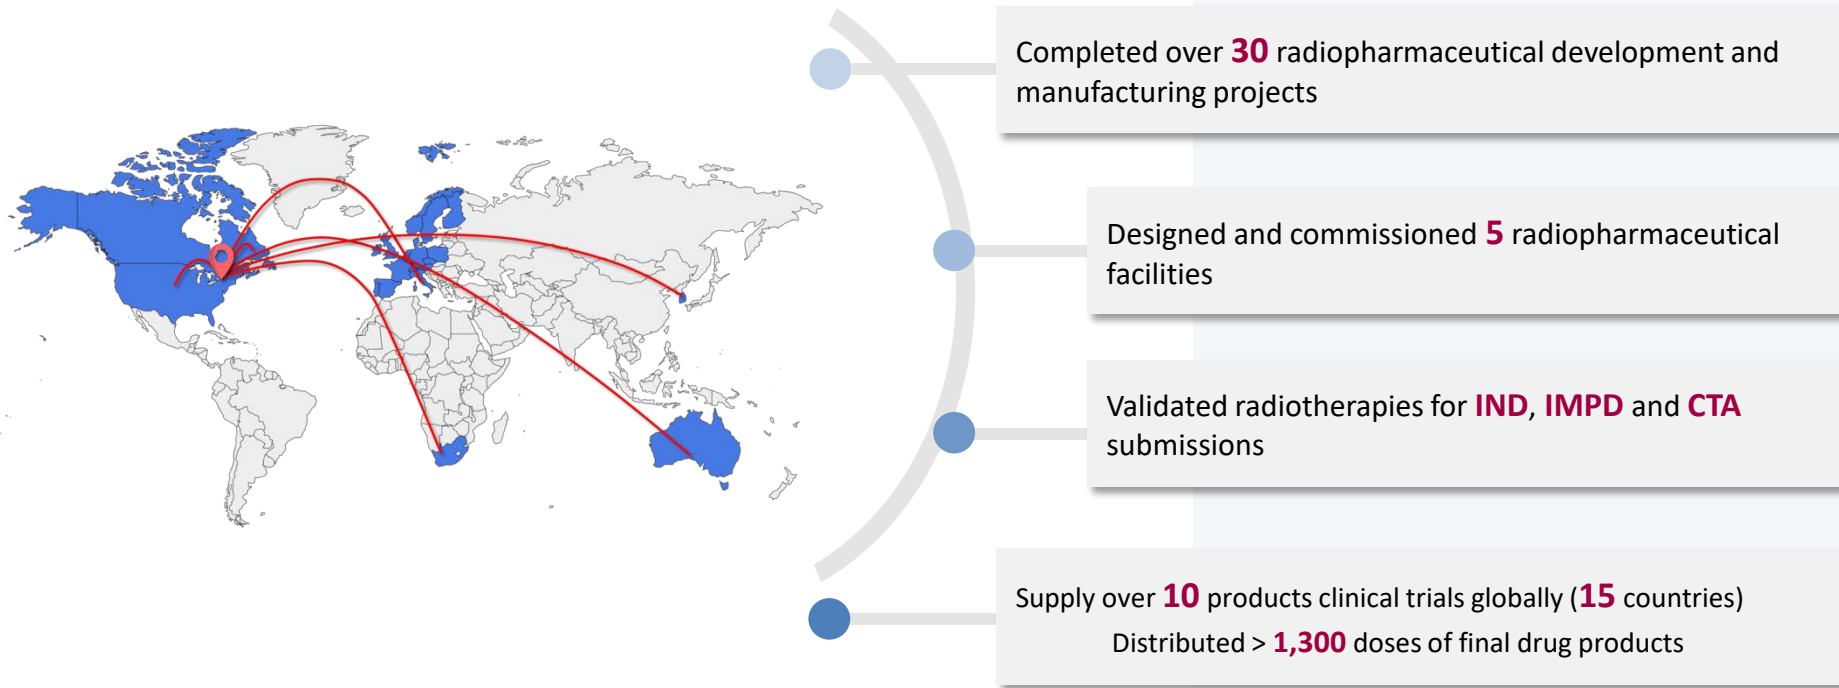 Completed over 30 radiopharmaceutical development and
manufacturing projects
Designed and commissioned 5 radiopharmaceutical
facilities
Validated radiotherapies for IND, IMPD and CTA
submissions
Supply over 10 products clinical trials globally (15 countries)
Distributed > 1,300 doses of final drug products